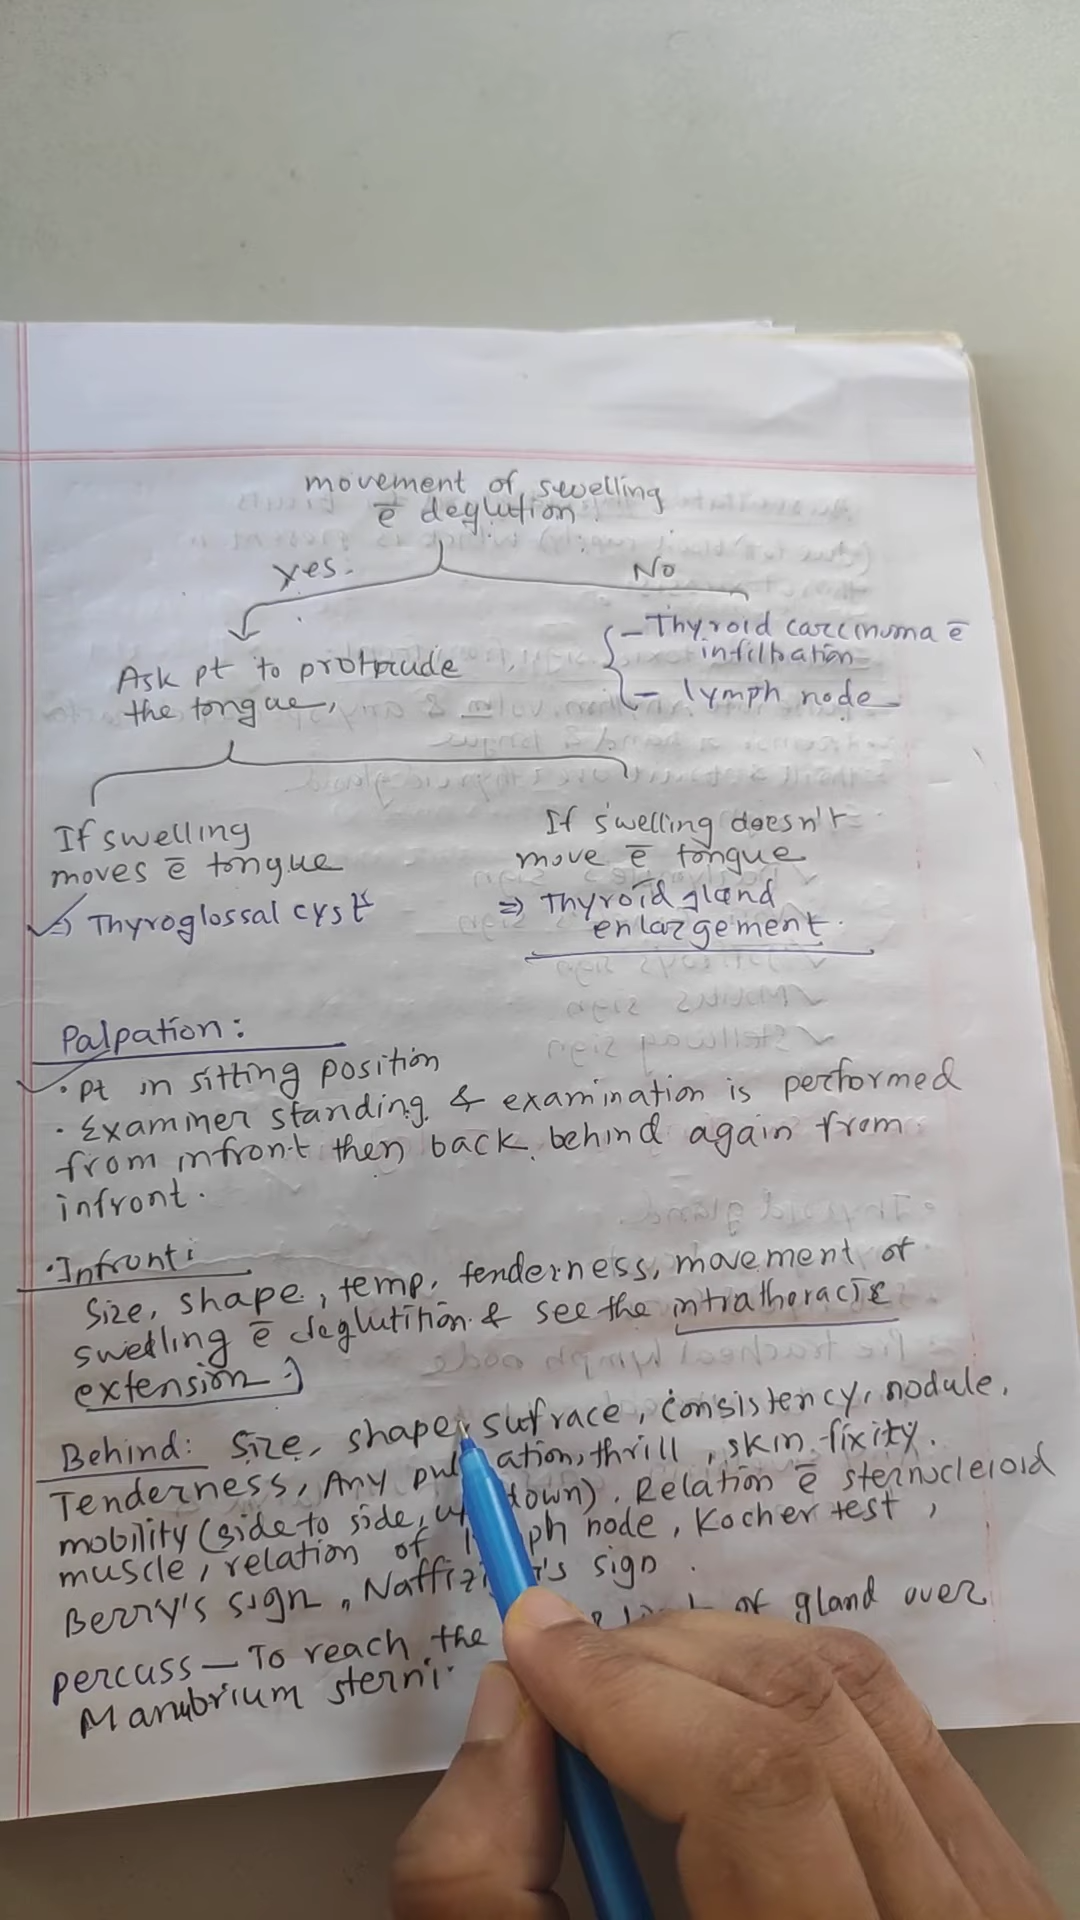 movement of swelling
ē deglution.
Yes.
No
Ask pt to protrude
the tongue,
- Thyroid carcinoma ē
infiltration
- lymph node
If swelling
moves ē tongue
⇒ Thyroglossal cyst
If swelling doesn't
move ē tongue
⇒ Thyroid gland
enlargement.
Palpation:
• Pt in sitting position
• Examiner standing & examination is performed
from infront then back behind again from
infront.
• Infront:
Size, shape, temp, tenderness, movement of
swelling ē deglutition & see the intrathoracic
extension.
Behind: Size, shape, surface, consistency, nodule,
Tenderness, Any ation, thrill, skin fixity.
mobility (side to side, down). Relation ē sternocleioid
muscle, relation of node, Kocher test,
Berry's sign, sign.
percuss — To reach the of gland over
Manubrium sterni.